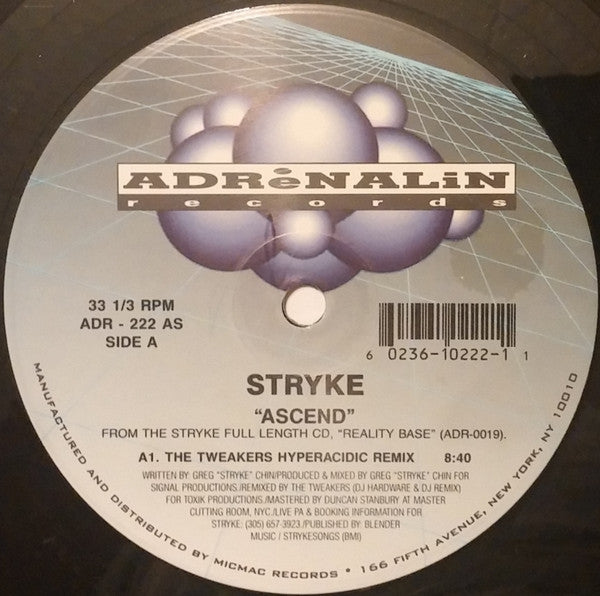 ADRéNALiN
records
33 1/3 RPM
ADR - 222 AS
SIDE A
6 0236-10222-1 1
STRYKE
“ASCEND”
FROM THE STRYKE FULL LENGTH CD, “REALITY BASE” (ADR-0019).
A1. THE TWEAKERS HYPERACIDIC REMIX 8:40
WRITTEN BY: GREG “STRYKE” CHIN/PRODUCED & MIXED BY GREG “STRYKE” CHIN FOR
SIGNAL PRODUCTIONS./REMIXED BY THE TWEAKERS (DJ HARDWARE & DJ REMIX)
FOR TOXIK PRODUCTIONS./MASTERED BY DUNCAN STANBURY AT MASTER
CUTTING ROOM, NYC./LIVE PA & BOOKING INFORMATION FOR
STRYKE: (305) 657-3923 /PUBLISHED BY: BLENDER
MUSIC / STRYKESONGS (BMI)
MANUFACTURED AND DISTRIBUTED BY MICMAC RECORDS * 166 FIFTH AVENUE, NEW YORK, NY 10010